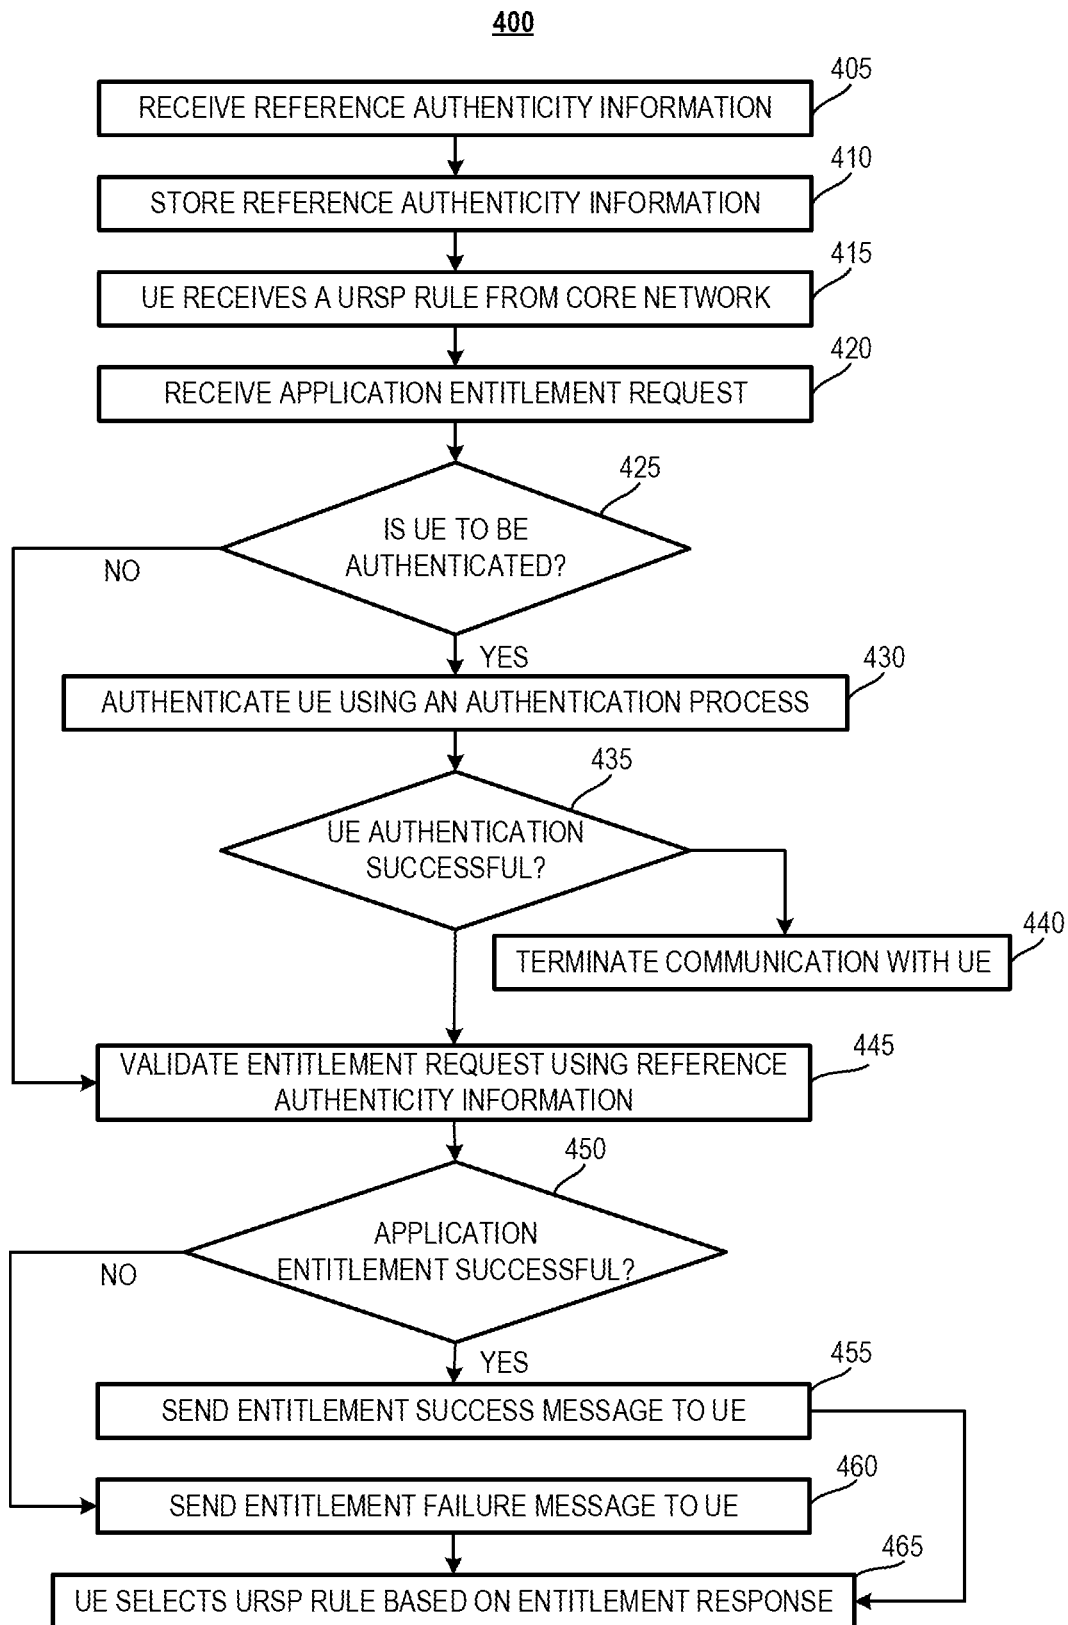 400
405
RECEIVE REFERENCE AUTHENTICITY INFORMATION
410
STORE REFERENCE AUTHENTICITY INFORMATION
415
UE RECEIVES A URSP RULE FROM CORE NETWORK
420
RECEIVE APPLICATION ENTITLEMENT REQUEST
425
IS UE TO BE
AUTHENTICATED?
NO
YES
430
AUTHENTICATE UE USING AN AUTHENTICATION PROCESS
435
UE AUTHENTICATION
SUCCESSFUL?
440
TERMINATE COMMUNICATION WITH UE
445
VALIDATE ENTITLEMENT REQUEST USING REFERENCE
AUTHENTICITY INFORMATION
450
APPLICATION
ENTITLEMENT SUCCESSFUL?
NO
YES
455
SEND ENTITLEMENT SUCCESS MESSAGE TO UE
460
SEND ENTITLEMENT FAILURE MESSAGE TO UE
465
UE SELECTS URSP RULE BASED ON ENTITLEMENT RESPONSE